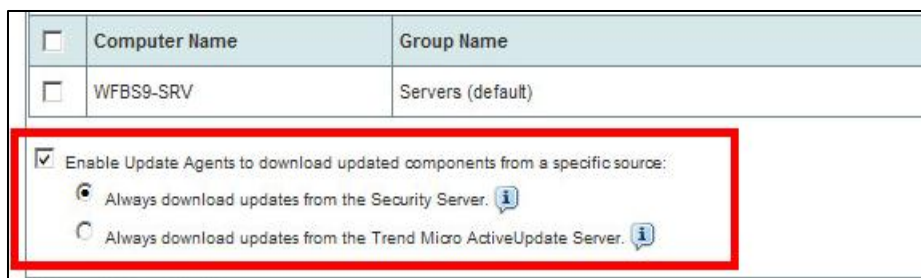 Computer Name Group Name
WFBS9-SRV Servers (default)
Enable Update Agents to download updated components from a specific source:
Always download updates from the Security Server.
Always download updates from the Trend Micro ActiveUpdate Server.